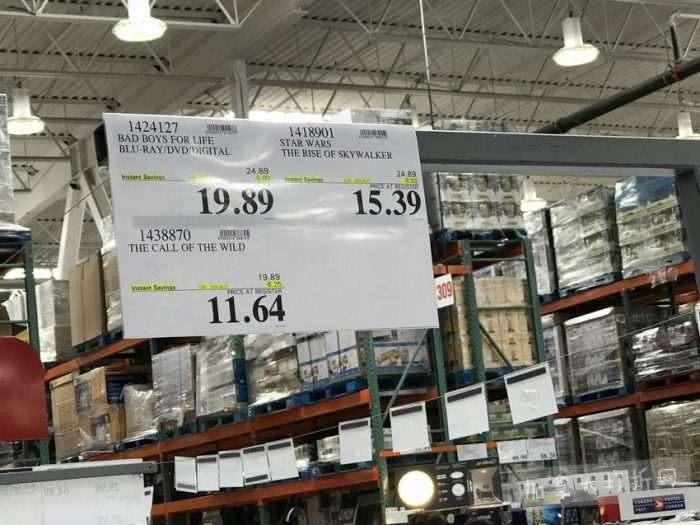 1424127
BAD BOYS FOR LIFE
BLU-RAY/DVD/DIGITAL
24.89
Instant Savings
5.00
19.89
1418901
STAR WARS
THE RISE OF SKYWALKER
24.89
Instant Savings
9.50
PRICE AT REGISTER
15.39
1438870
THE CALL OF THE WILD
19.89
Instant Savings
8.25
PRICE AT REGISTER
11.64
309